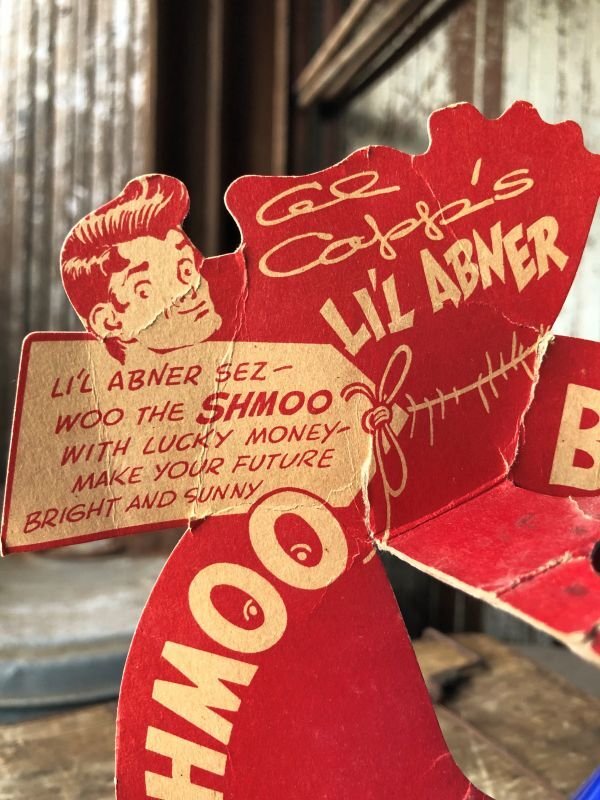 Al
Capp's
LI'L ABNER
LI'L ABNER SEZ—
WOO THE SHMOO
WITH LUCKY MONEY—
MAKE YOUR FUTURE
BRIGHT AND SUNNY
B
HMOO